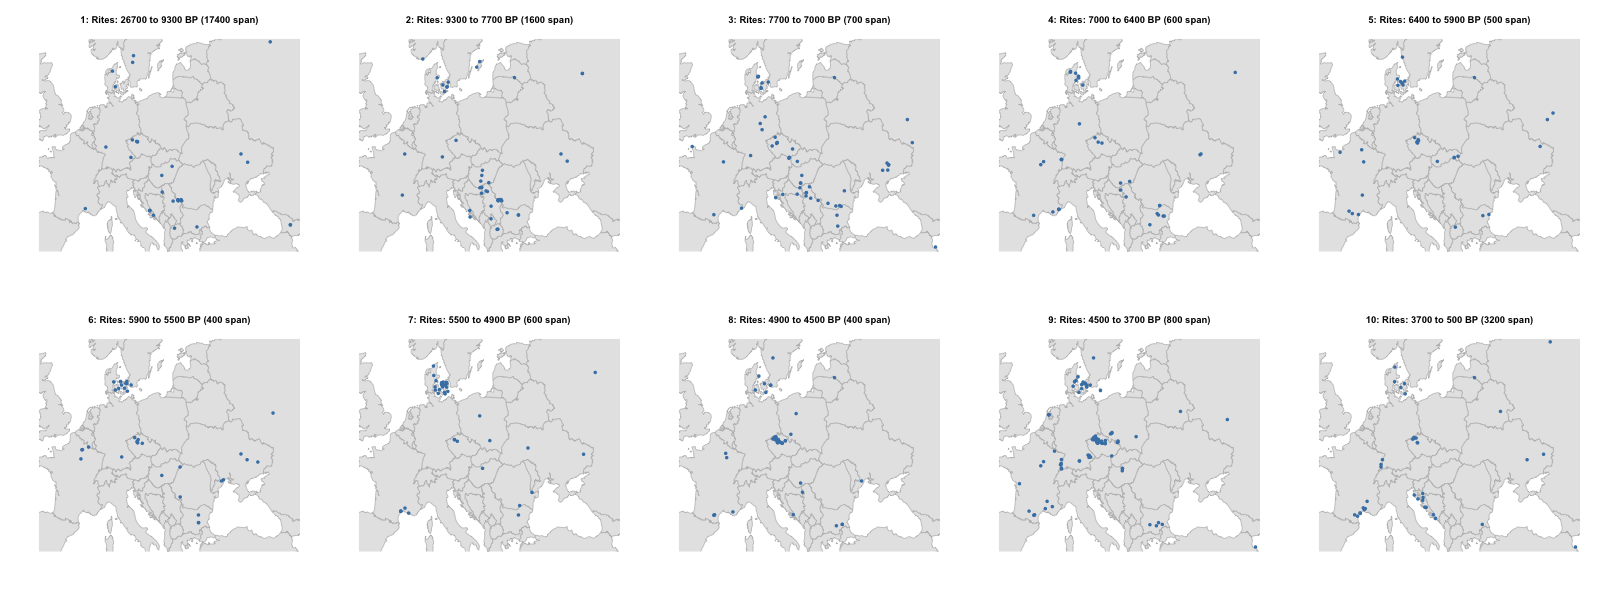 1: Rites: 26700 to 9300 BP (17400 span)
2: Rites: 9300 to 7700 BP (1600 span)
3: Rites: 7700 to 7000 BP (700 span)
4: Rites: 7000 to 6400 BP (600 span)
5: Rites: 6400 to 5900 BP (500 span)
6: Rites: 5900 to 5500 BP (400 span)
7: Rites: 5500 to 4900 BP (600 span)
8: Rites: 4900 to 4500 BP (400 span)
9: Rites: 4500 to 3700 BP (800 span)
10: Rites: 3700 to 500 BP (3200 span)